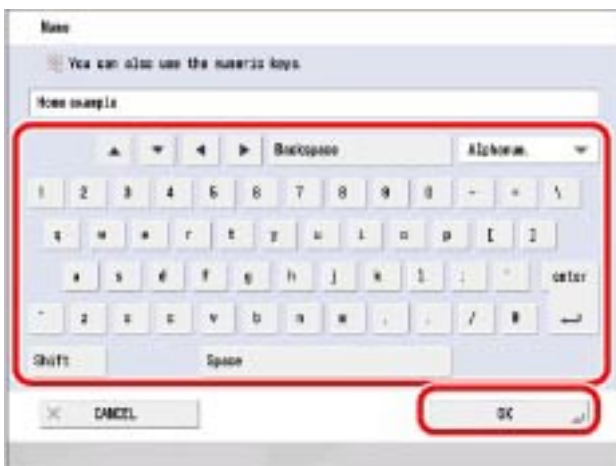 Name
You can also use the numeric keys.
Home example
▲ ▼ ◄ ► Backspace Alphanum.
1 2 3 4 5 6 7 8 9 0 - = \
q w e r t y u i o p [ ]
a s d f g h j k l ; ' enter
z x c v b n m , . / @
Shift Space
CANCEL OK